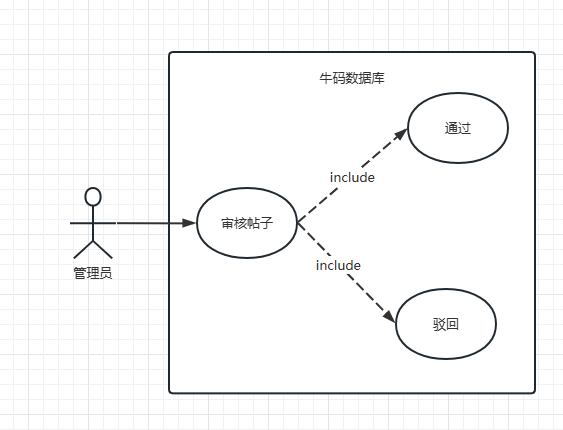 牛码数据库
通过
include
审核帖子
include
管理员
驳回